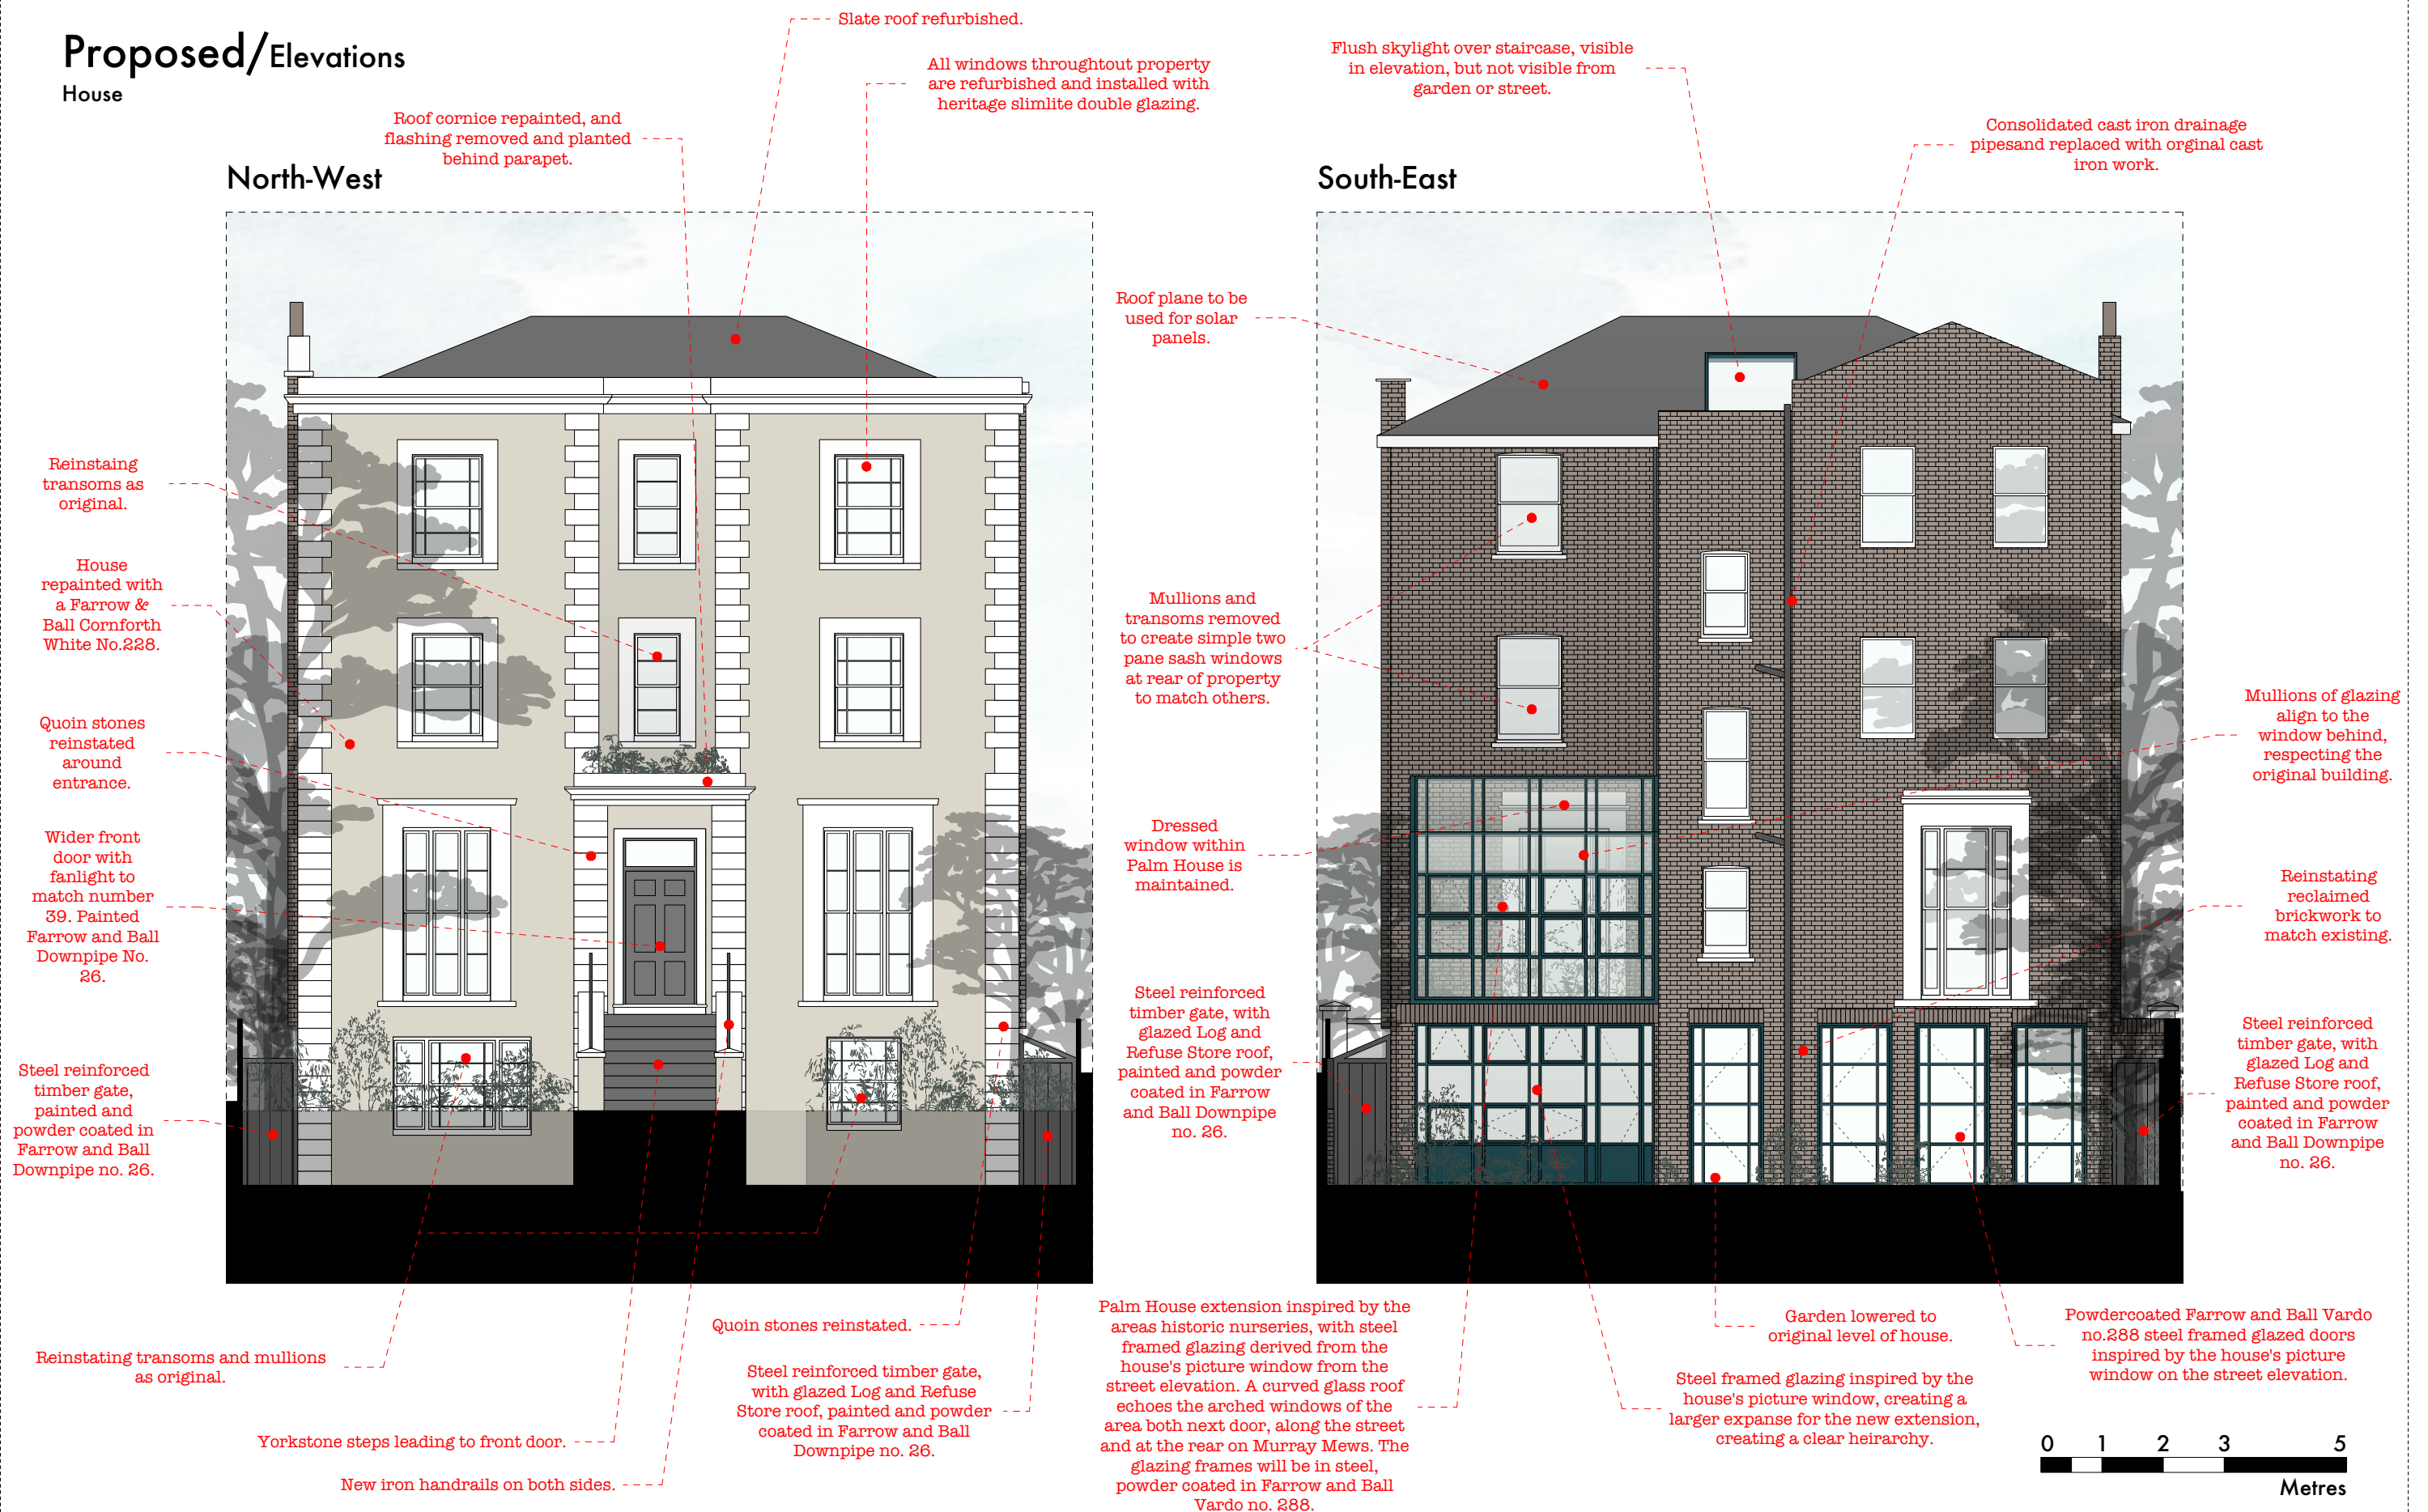 Proposed/Elevations
House
Slate roof refurbished.
All windows throughtout property
are refurbished and installed with
heritage slimlite double glazing.
Roof cornice repainted, and
flashing removed and planted
behind parapet.
Flush skylight over staircase, visible
in elevation, but not visible from
garden or street.
Consolidated cast iron drainage
pipesand replaced with orginal cast
iron work.
North-West
South-East
Reinstaing
transoms as
original.
House
repainted with
a Farrow &
Ball Cornforth
White No.228.
Quoin stones
reinstated
around
entrance.
Wider front
door with
fanlight to
match number
39. Painted
Farrow and Ball
Downpipe No.
26.
Steel reinforced
timber gate,
painted and
powder coated in
Farrow and Ball
Downpipe no. 26.
Roof plane to be
used for solar
panels.
Mullions and
transoms removed
to create simple two
pane sash windows
at rear of property
to match others.
Dressed
window within
Palm House is
maintained.
Steel reinforced
timber gate, with
glazed Log and
Refuse Store roof,
painted and powder
coated in Farrow
and Ball Downpipe
no. 26.
Mullions of glazing
align to the
window behind,
respecting the
original building.
Reinstating
reclaimed
brickwork to
match existing.
Steel reinforced
timber gate, with
glazed Log and
Refuse Store roof,
painted and powder
coated in Farrow
and Ball Downpipe
no. 26.
Reinstating transoms and mullions
as original.
Yorkstone steps leading to front door.
New iron handrails on both sides.
Quoin stones reinstated.
Steel reinforced timber gate,
with glazed Log and Refuse
Store roof, painted and powder
coated in Farrow and Ball
Downpipe no. 26.
Palm House extension inspired by the
areas historic nurseries, with steel
framed glazing derived from the
house's picture window from the
street elevation. A curved glass roof
echoes the arched windows of the
area both next door, along the street
and at the rear on Murray Mews. The
glazing frames will be in steel,
powder coated in Farrow and Ball
Vardo no. 288.
Garden lowered to
original level of house.
Steel framed glazing inspired by the
house's picture window, creating a
larger expanse for the new extension,
creating a clear heirarchy.
Powdercoated Farrow and Ball Vardo
no.288 steel framed glazed doors
inspired by the house's picture
window on the street elevation.
0 1 2 3 5
Metres